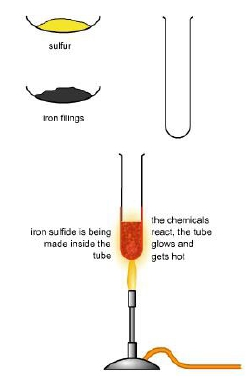 sulfur
iron filings
iron sulfide is being
made inside the
tube
the chemicals
react, the tube
glows and
gets hot